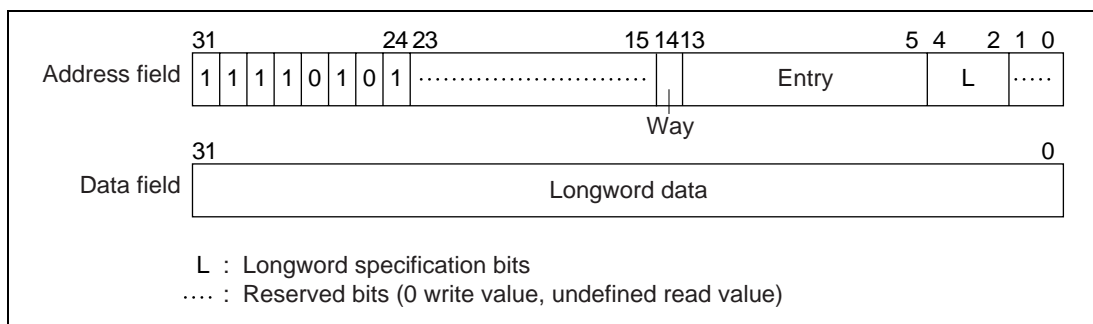 31 24 23 15 14 13 5 4 2 1 0
Address field 1 1 1 1 0 1 0 1 ........................... Entry L .....
Way
31 0
Data field Longword data
L : Longword specification bits
.... : Reserved bits (0 write value, undefined read value)